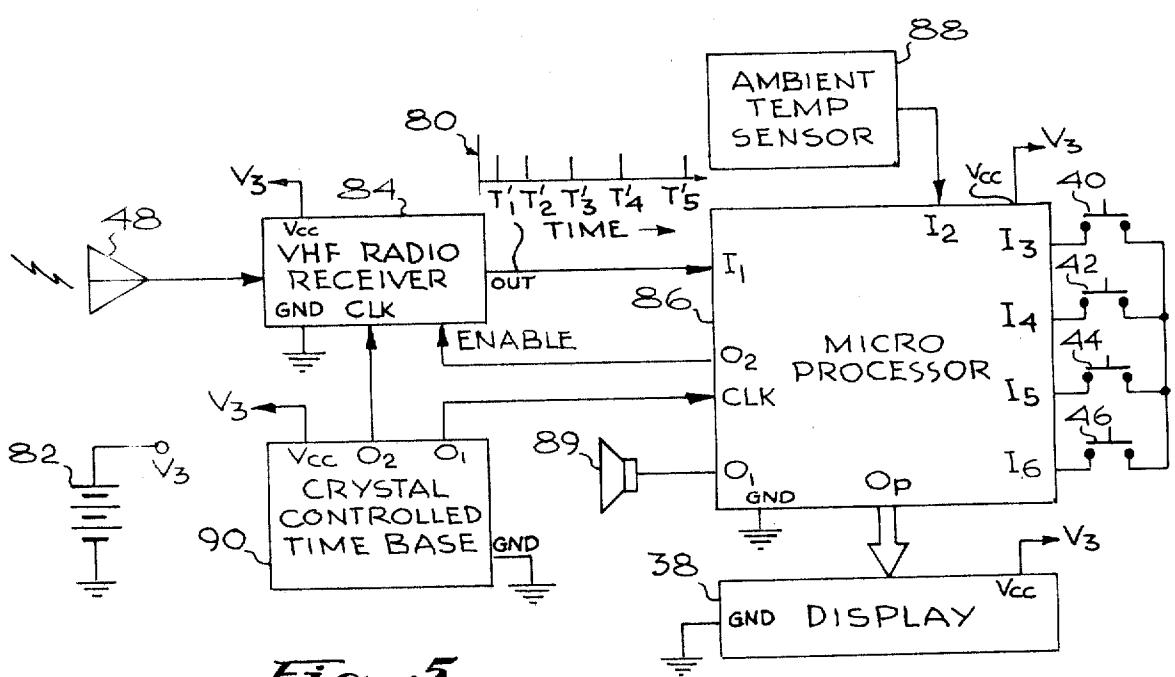 88
AMBIENT
TEMP
SENSOR
80
T'1 T'2 T'3 T'4 T'5
TIME →
V3
84
48
Vcc
VHF RADIO
RECEIVER
GND CLK
OUT
ENABLE
Vcc
V3
40
42
44
46
I1
I2
I3
I4
I5
I6
86
MICRO
PROCESSOR
O2
CLK
O1
GND
Op
89
V3
82
V3
Vcc O2 O1
CRYSTAL
CONTROLLED
TIME BASE
GND
90
38
V3
Vcc
GND DISPLAY
Fig. 5